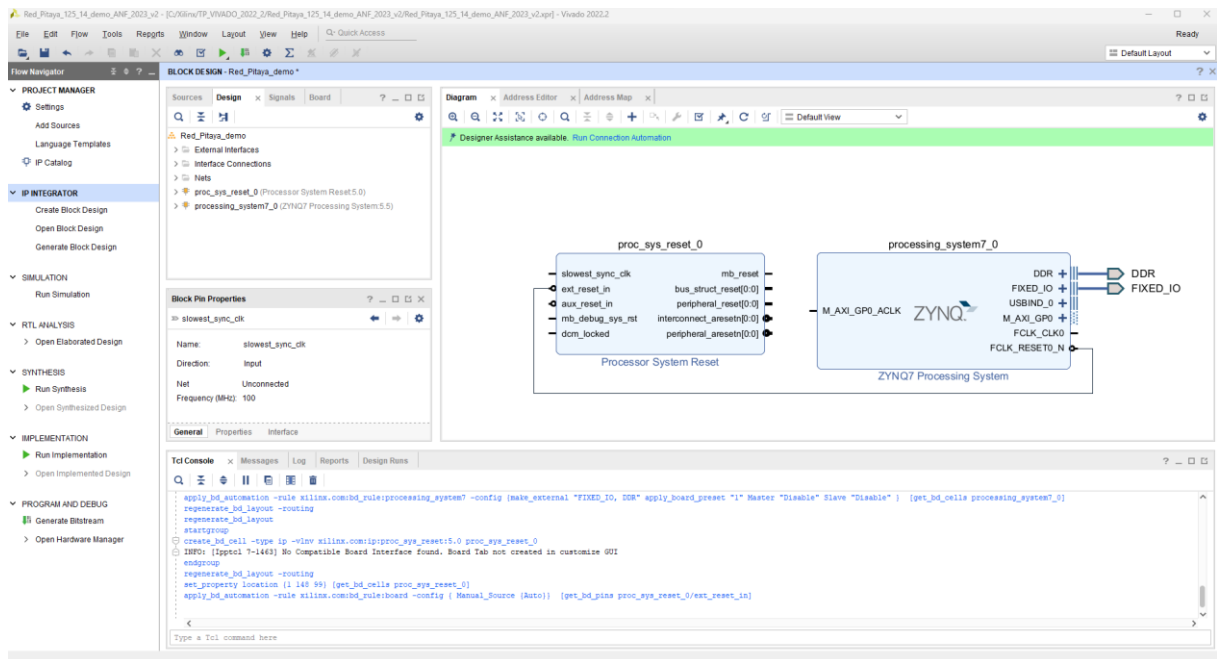 Red_Pitaya_125_14_demo_ANF_2023_v2 - [C:/Xilinx/TP_VIVADO_2022_2/Red_Pitaya_125_14_demo_ANF_2023_v2/Red_Pitaya_125_14_demo_ANF_2023_v2.xpr] - Vivado 2022.2
File Edit Flow Tools Reports Window Layout View Help Q- Quick Access Ready
Default Layout
Flow Navigator
BLOCK DESIGN - Red_Pitaya_demo *
PROJECT MANAGER
Settings
Add Sources
Language Templates
IP Catalog
IP INTEGRATOR
Create Block Design
Open Block Design
Generate Block Design
SIMULATION
Run Simulation
RTL ANALYSIS
Open Elaborated Design
SYNTHESIS
Run Synthesis
Open Synthesized Design
IMPLEMENTATION
Run Implementation
Open Implemented Design
PROGRAM AND DEBUG
Generate Bitstream
Open Hardware Manager
Sources Design Signals Board
Red_Pitaya_demo
External Interfaces
Interface Connections
Nets
proc_sys_reset_0 (Processor System Reset:5.0)
processing_system7_0 (ZYNQ7 Processing System:5.5)
Block Pin Properties
slowest_sync_clk
Name: slowest_sync_clk
Direction: Input
Net Unconnected
Frequency (MHz): 100
General Properties Interface
Diagram Address Editor Address Map
Default View
Designer Assistance available. Run Connection Automation
proc_sys_reset_0
slowest_sync_clk mb_reset
ext_reset_in bus_struct_reset[0:0]
aux_reset_in peripheral_reset[0:0]
mb_debug_sys_rst interconnect_aresetn[0:0]
dcm_locked peripheral_aresetn[0:0]
Processor System Reset
processing_system7_0
M_AXI_GP0_ACLK
ZYNQ.
DDR
FIXED_IO
USBIND_0
M_AXI_GP0
FCLK_CLK0
FCLK_RESET0_N
ZYNQ7 Processing System
DDR
FIXED_IO
Tcl Console Messages Log Reports Design Runs
apply_bd_automation -rule xilinx.com:bd_rule:processing_system7 -config {make_external "FIXED_IO, DDR" apply_board_preset "1" Master "Disable" Slave "Disable" } [get_bd_cells processing_system7_0]
regenerate_bd_layout -routing
regenerate_bd_layout
startgroup
create_bd_cell -type ip -vlnv xilinx.com:ip:proc_sys_reset:5.0 proc_sys_reset_0
INFO: [Ipptcl 7-1463] No Compatible Board Interface found. Board Tab not created in customize GUI
endgroup
regenerate_bd_layout -routing
set_property location {1 148 99} [get_bd_cells proc_sys_reset_0]
apply_bd_automation -rule xilinx.com:bd_rule:board -config { Manual_Source {Auto}} [get_bd_pins proc_sys_reset_0/ext_reset_in]
Type a Tcl command here